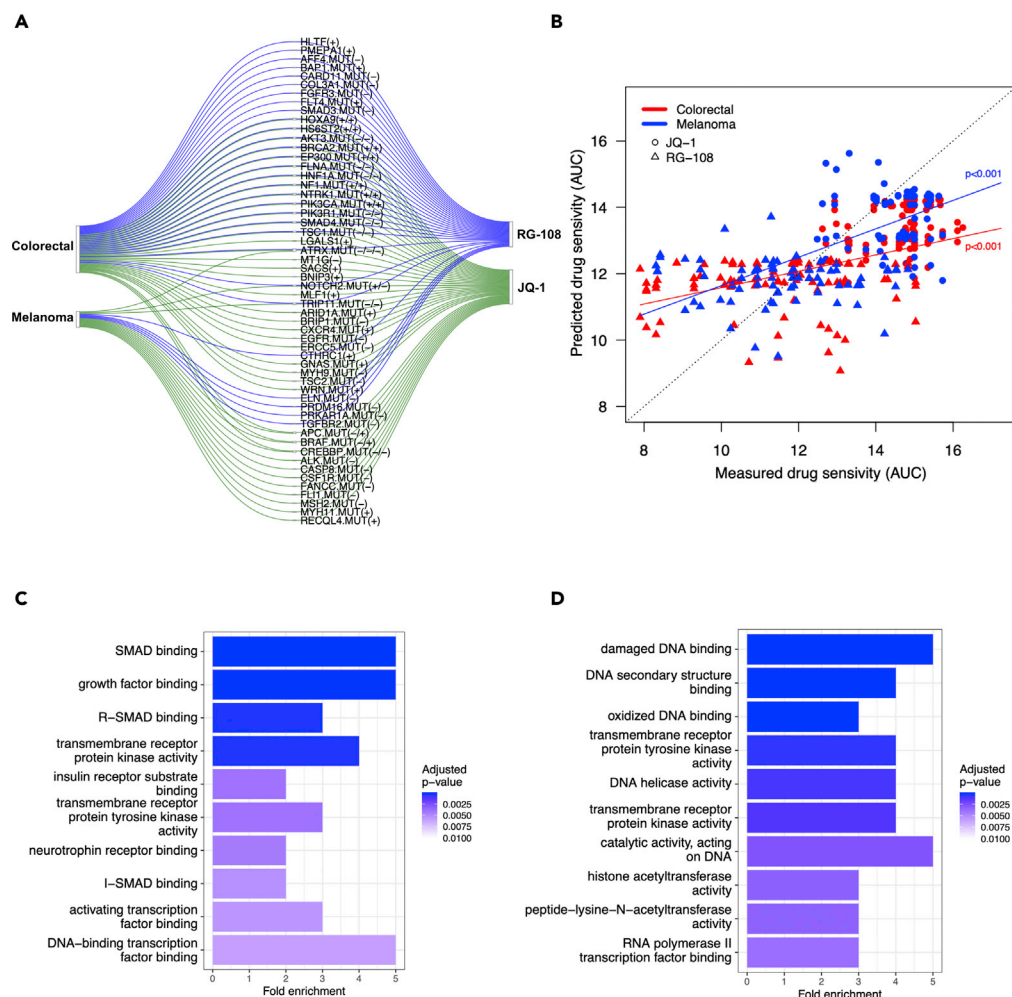 A
HLTF(+)
PMEPA1(+)
AFF4.MUT(−)
BAP1.MUT(+)
CARD11.MUT(−)
COL3A1.MUT(−)
FGFR3.MUT(−)
FLT4.MUT(+)
SMAD3.MUT(−)
HOXA9(+/+)
HS6ST2(+/+)
AKT3.MUT(−/−)
BRCA2.MUT(+/+)
EP300.MUT(+/+)
FLNA.MUT(−/−)
HNF1A.MUT(−/−)
NF1.MUT(+/+)
NTRK1.MUT(+/+)
PIK3CA.MUT(+/+)
PIK3R1.MUT(−/−)
SMAD4.MUT(−/−)
TSC1.MUT(−/−)
LGALS1(+)
ATRX.MUT(−/−/−)
MT1G(−)
SACS(+)
BNIP3(+)
NOTCH2.MUT(+/−)
MLF1(+)
TRIP11.MUT(−/−)
ARID1A.MUT(+)
BRIP1.MUT(−)
CXCR4.MUT(+)
EGFR.MUT(−)
ERCC5.MUT(−)
CTHRC1(+)
GNAS.MUT(+)
MYH9.MUT(−)
TSC2.MUT(−)
WRN.MUT(+)
ELN.MUT(−)
PRDM16.MUT(−)
PRKAR1A.MUT(−)
TGFBR2.MUT(−)
APC.MUT(−/+)
BRAF.MUT(−/+)
CREBBP.MUT(−/−)
ALK.MUT(−)
CASP8.MUT(−)
CSF1R.MUT(−)
FANCC.MUT(−)
FLI1.MUT(−)
MSH2.MUT(−)
MYH11.MUT(+)
RECQL4.MUT(+)
Colorectal
Melanoma
RG-108
JQ-1
B
Colorectal
Melanoma
JQ−1
RG−108
p<0.001
p<0.001
16
14
12
10
8
Predicted drug sensivity (AUC)
8 10 12 14 16
Measured drug sensivity (AUC)
C
SMAD binding
growth factor binding
R−SMAD binding
transmembrane receptor
protein kinase activity
insulin receptor substrate
binding
transmembrane receptor
protein tyrosine kinase
activity
neurotrophin receptor binding
I−SMAD binding
activating transcription
factor binding
DNA−binding transcription
factor binding
0 1 2 3 4 5
Fold enrichment
Adjusted
p−value
0.0025
0.0050
0.0075
0.0100
D
damaged DNA binding
DNA secondary structure
binding
oxidized DNA binding
transmembrane receptor
protein tyrosine kinase
activity
DNA helicase activity
transmembrane receptor
protein kinase activity
catalytic activity, acting
on DNA
histone acetyltransferase
activity
peptide−lysine−N−acetyltransferase
activity
RNA polymerase II
transcription factor binding
0 1 2 3 4 5
Fold enrichment
Adjusted
p−value
0.0025
0.0050
0.0075
0.0100